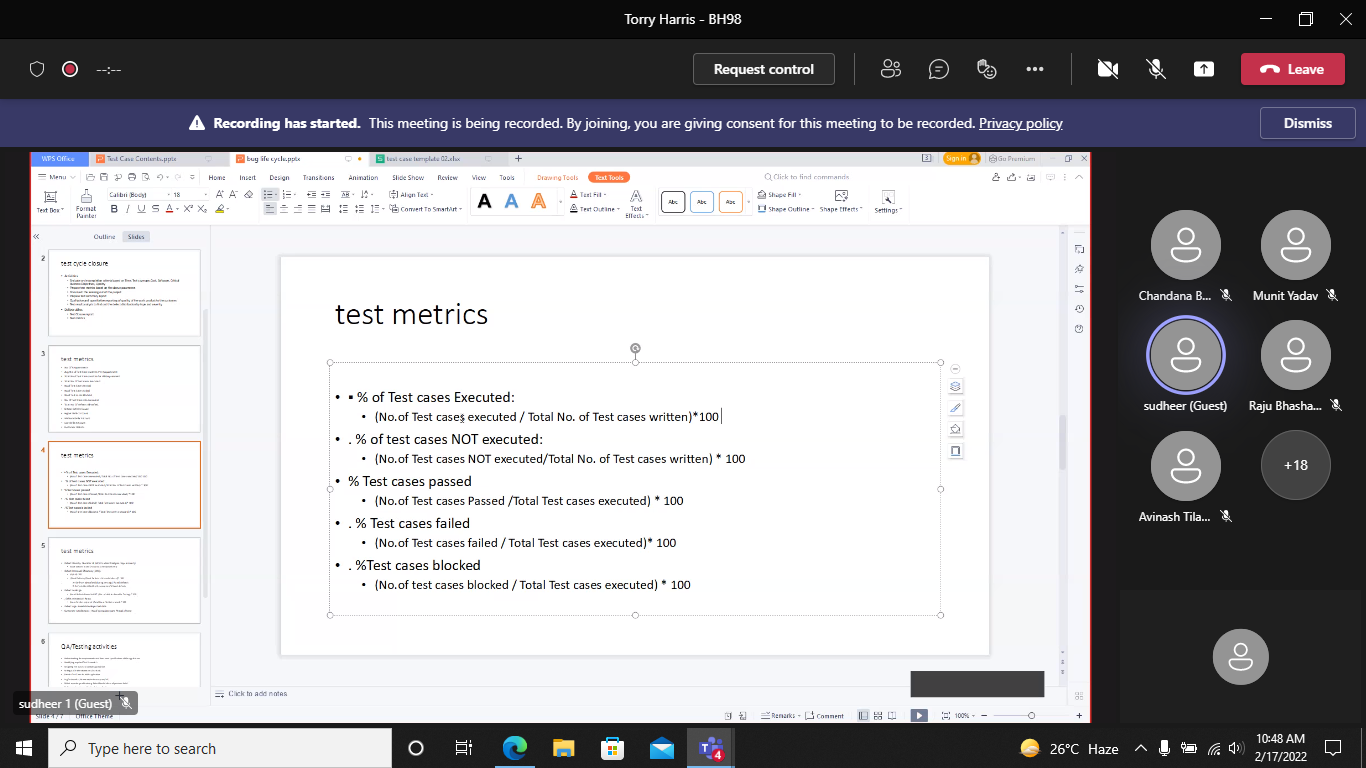 Torry Harris - BH98
--:--
Request control
Leave
Recording has started. This meeting is being recorded. By joining, you are giving consent for this meeting to be recorded. Privacy policy
Dismiss
WPS Office
Test Case Contents.pptx
bug life cycle.pptx
test case template 02.xlsx
Sign in
Go Premium
Menu
Home
Insert
Design
Transitions
Animation
Slide Show
Review
View
Tools
Drawing Tools
Text Tools
Click to find commands
Text Box
Format
Painter
Calibri (Body)
18
Align Text
Convert To SmartArt
Text Fill
Text Outline
Text
Effects
Abc
Abc
Abc
Shape Fill
Shape Outline
Shape Effects
Settings
Outline
Slides
2
test cycle closure
3
test metrics
4
test metrics
5
test metrics
6
QA/Testing activities
test metrics
• ▪ % of Test cases Executed:
• (No.of Test cases executed / Total No. of Test cases written)*100
• . % of test cases NOT executed:
• (No.of Test cases NOT executed/Total No. of Test cases written) * 100
• % Test cases passed
• (No.of Test cases Passed /Total Test cases executed) * 100
• . % Test cases failed
• (No.of Test cases failed / Total Test cases executed)* 100
• . %Test cases blocked
• (No.of test cases blocked / Total Test cases executed) * 100
Click to add notes
Slide 4 / 7
Office Theme
Remarks
Comment
100%
sudheer 1 (Guest)
Chandana B...
Munit Yadav
sudheer (Guest)
Raju Bhasha...
Avinash Tila...
+18
Type here to search
4
26°C Haze
10:48 AM
2/17/2022